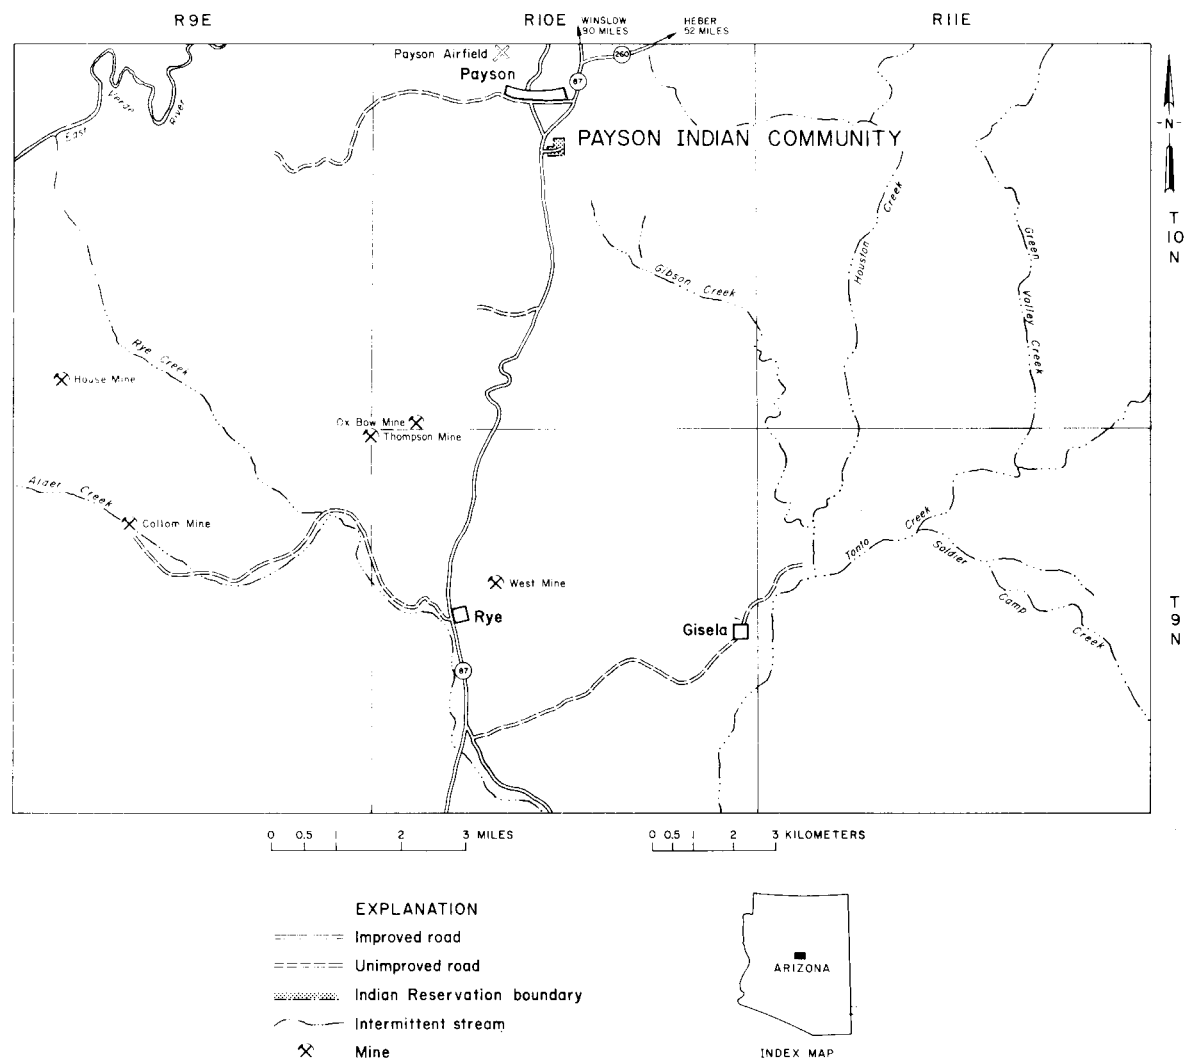 R9E
R10E
R11E
WINSLOW
90 MILES
HEBER
52 MILES
Payson Airfield
260
Payson
87
East Verde River
N
PAYSON INDIAN COMMUNITY
T
10
N
Houston Creek
Green Valley Creek
Gibson Creek
Rye Creek
House Mine
Ox Bow Mine
Thompson Mine
Alder Creek
Collom Mine
Tonto Creek
Soldier Camp Creek
West Mine
Rye
Gisela
T
9
N
87
0 0.5 1 2 3 MILES
0 0.5 1 2 3 KILOMETERS
EXPLANATION
Improved road
Unimproved road
Indian Reservation boundary
Intermittent stream
Mine
ARIZONA
INDEX MAP